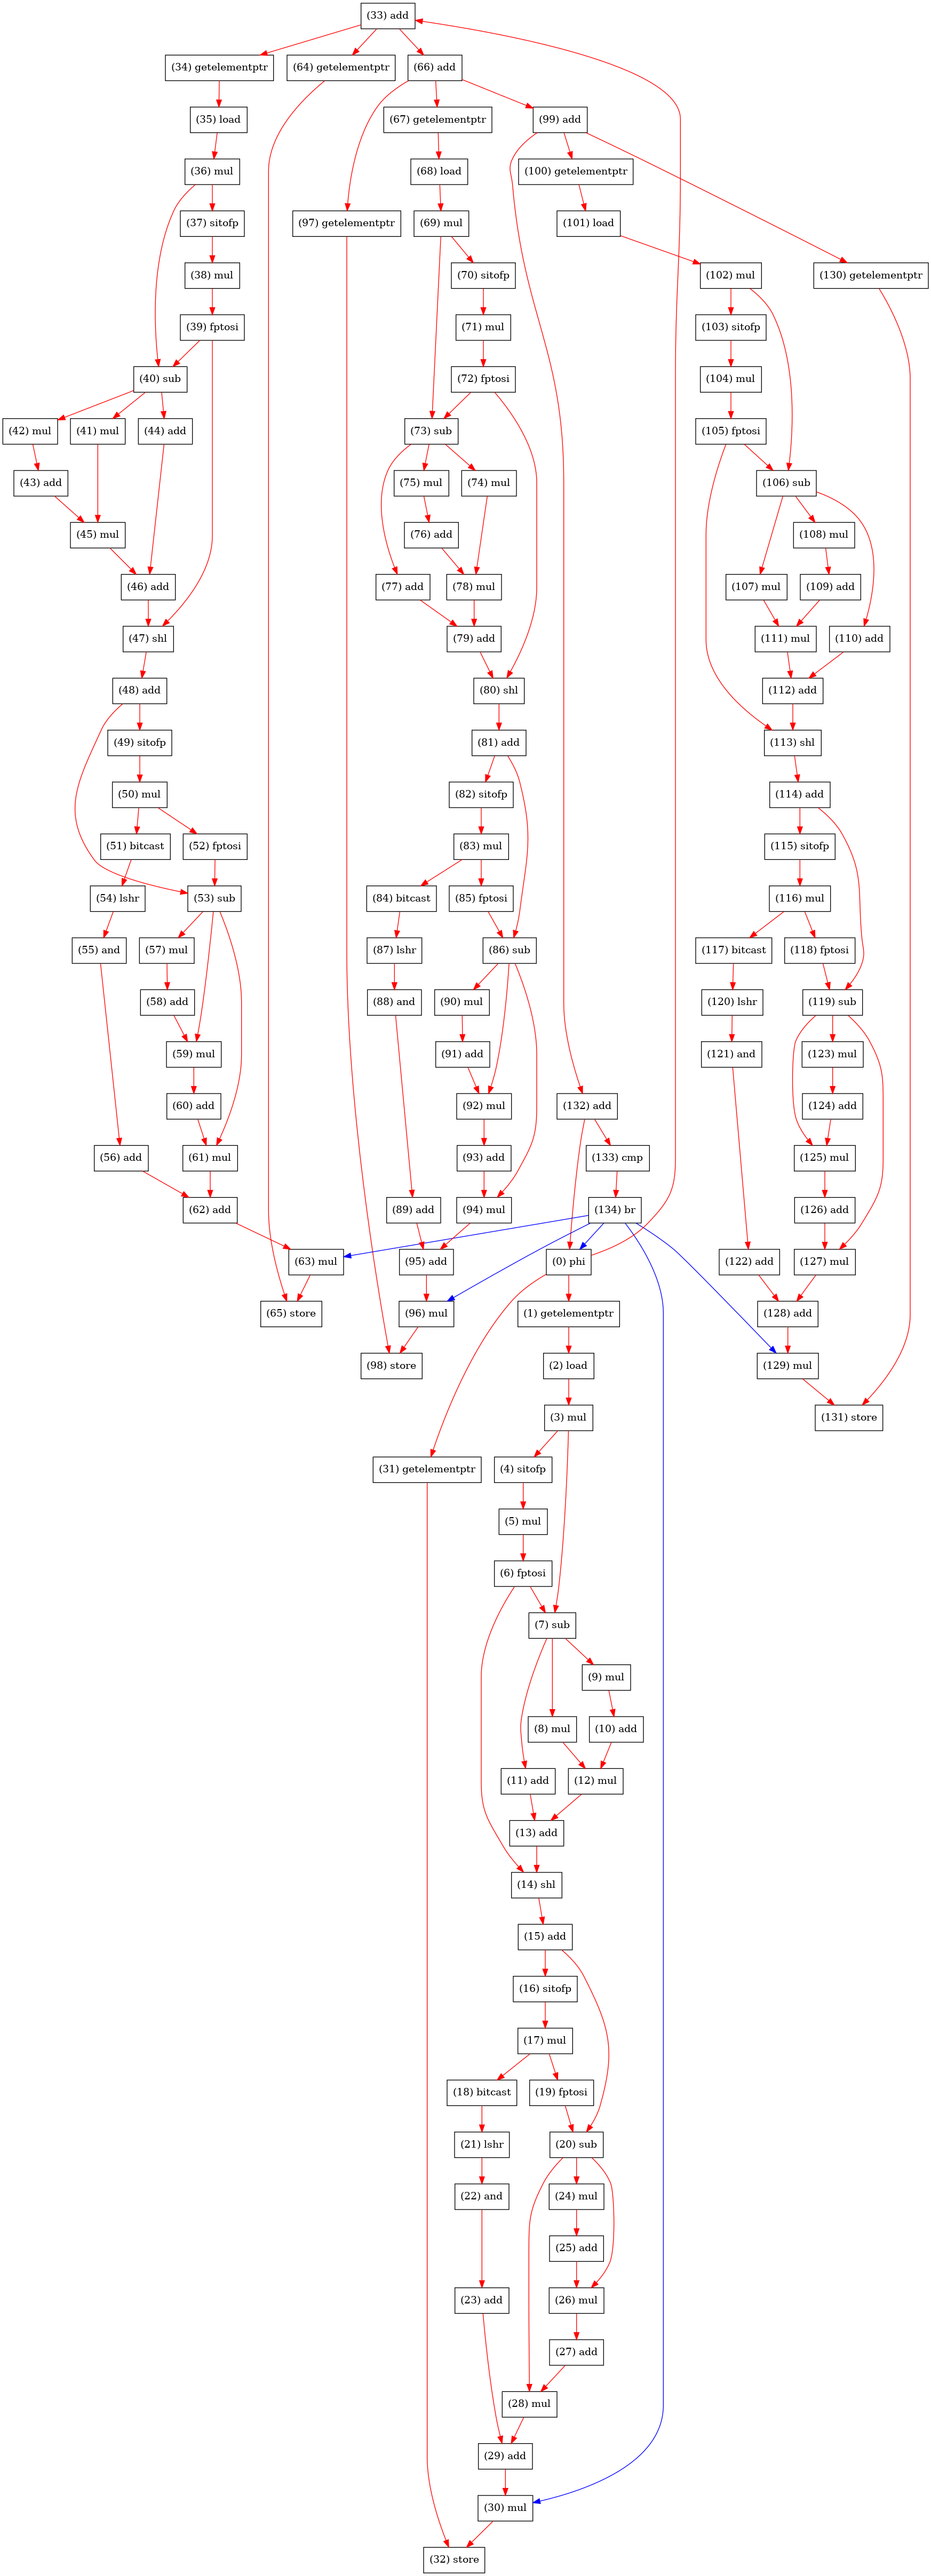 (33) add
(34) getelementptr
(64) getelementptr
(66) add
(35) load
(67) getelementptr
(99) add
(36) mul
(68) load
(100) getelementptr
(37) sitofp
(97) getelementptr
(69) mul
(101) load
(38) mul
(70) sitofp
(102) mul
(130) getelementptr
(39) fptosi
(71) mul
(103) sitofp
(40) sub
(72) fptosi
(104) mul
(42) mul
(41) mul
(44) add
(73) sub
(105) fptosi
(43) add
(75) mul
(74) mul
(106) sub
(45) mul
(76) add
(108) mul
(46) add
(77) add
(78) mul
(107) mul
(109) add
(47) shl
(79) add
(111) mul
(110) add
(48) add
(80) shl
(112) add
(49) sitofp
(81) add
(113) shl
(50) mul
(82) sitofp
(114) add
(51) bitcast
(52) fptosi
(83) mul
(115) sitofp
(54) lshr
(53) sub
(84) bitcast
(85) fptosi
(116) mul
(55) and
(57) mul
(87) lshr
(86) sub
(117) bitcast
(118) fptosi
(58) add
(88) and
(90) mul
(120) lshr
(119) sub
(59) mul
(91) add
(121) and
(123) mul
(60) add
(92) mul
(132) add
(124) add
(56) add
(61) mul
(93) add
(133) cmp
(125) mul
(62) add
(89) add
(94) mul
(134) br
(126) add
(63) mul
(95) add
(0) phi
(122) add
(127) mul
(65) store
(96) mul
(1) getelementptr
(128) add
(98) store
(2) load
(129) mul
(3) mul
(131) store
(31) getelementptr
(4) sitofp
(5) mul
(6) fptosi
(7) sub
(9) mul
(8) mul
(10) add
(11) add
(12) mul
(13) add
(14) shl
(15) add
(16) sitofp
(17) mul
(18) bitcast
(19) fptosi
(21) lshr
(20) sub
(22) and
(24) mul
(25) add
(23) add
(26) mul
(27) add
(28) mul
(29) add
(30) mul
(32) store